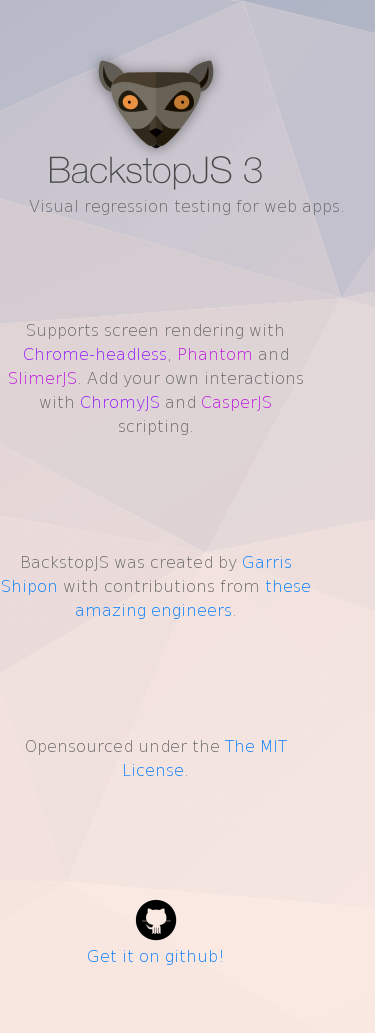 BackstopJS 3
Visual regression testing for web apps.
Supports screen rendering with
Chrome-headless, Phantom and
SlimerJS. Add your own interactions
with ChromyJS and CasperJS
scripting.
BackstopJS was created by Garris
Shipon with contributions from these
amazing engineers.
Opensourced under the The MIT
License.
Get it on github!